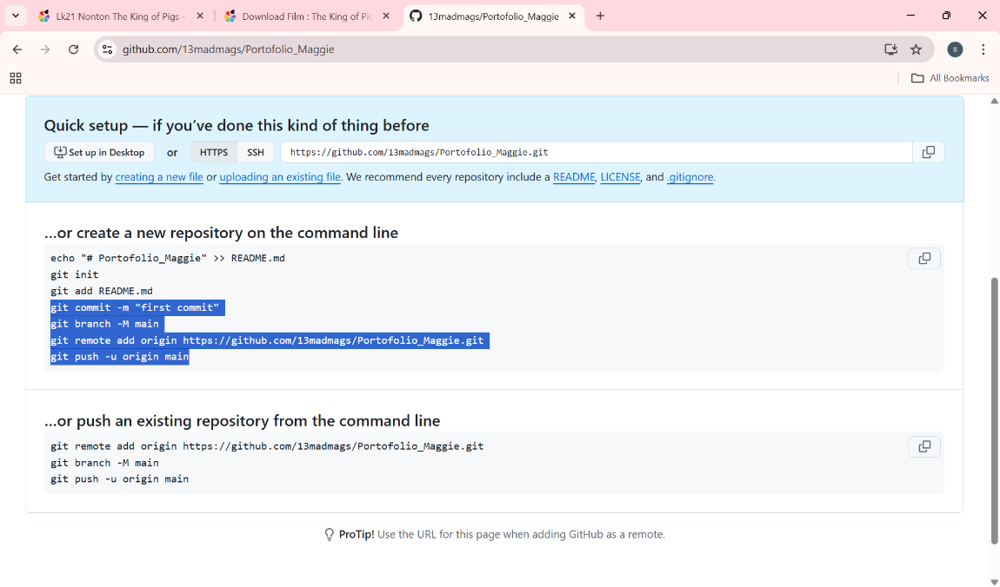 Lk21 Nonton The King of Pigs -
Download Film : The King of Pig
13madmags/Portofolio_Maggie
github.com/13madmags/Portofolio_Maggie
S
All Bookmarks
Quick setup — if you’ve done this kind of thing before
Set up in Desktop or HTTPS SSH https://github.com/13madmags/Portofolio_Maggie.git
Get started by creating a new file or uploading an existing file. We recommend every repository include a README, LICENSE, and .gitignore.
…or create a new repository on the command line
echo "# Portofolio_Maggie" >> README.md
git init
git add README.md
git commit -m "first commit"
git branch -M main
git remote add origin https://github.com/13madmags/Portofolio_Maggie.git
git push -u origin main
…or push an existing repository from the command line
git remote add origin https://github.com/13madmags/Portofolio_Maggie.git
git branch -M main
git push -u origin main
ProTip! Use the URL for this page when adding GitHub as a remote.